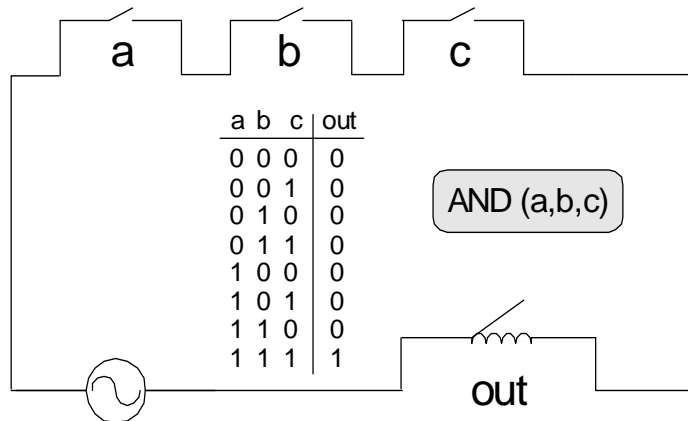 a b c
a b c out
0 0 0 0
0 0 1 0
0 1 0 0
0 1 1 0
1 0 0 0
1 0 1 0
1 1 0 0
1 1 1 1
AND (a,b,c)
out